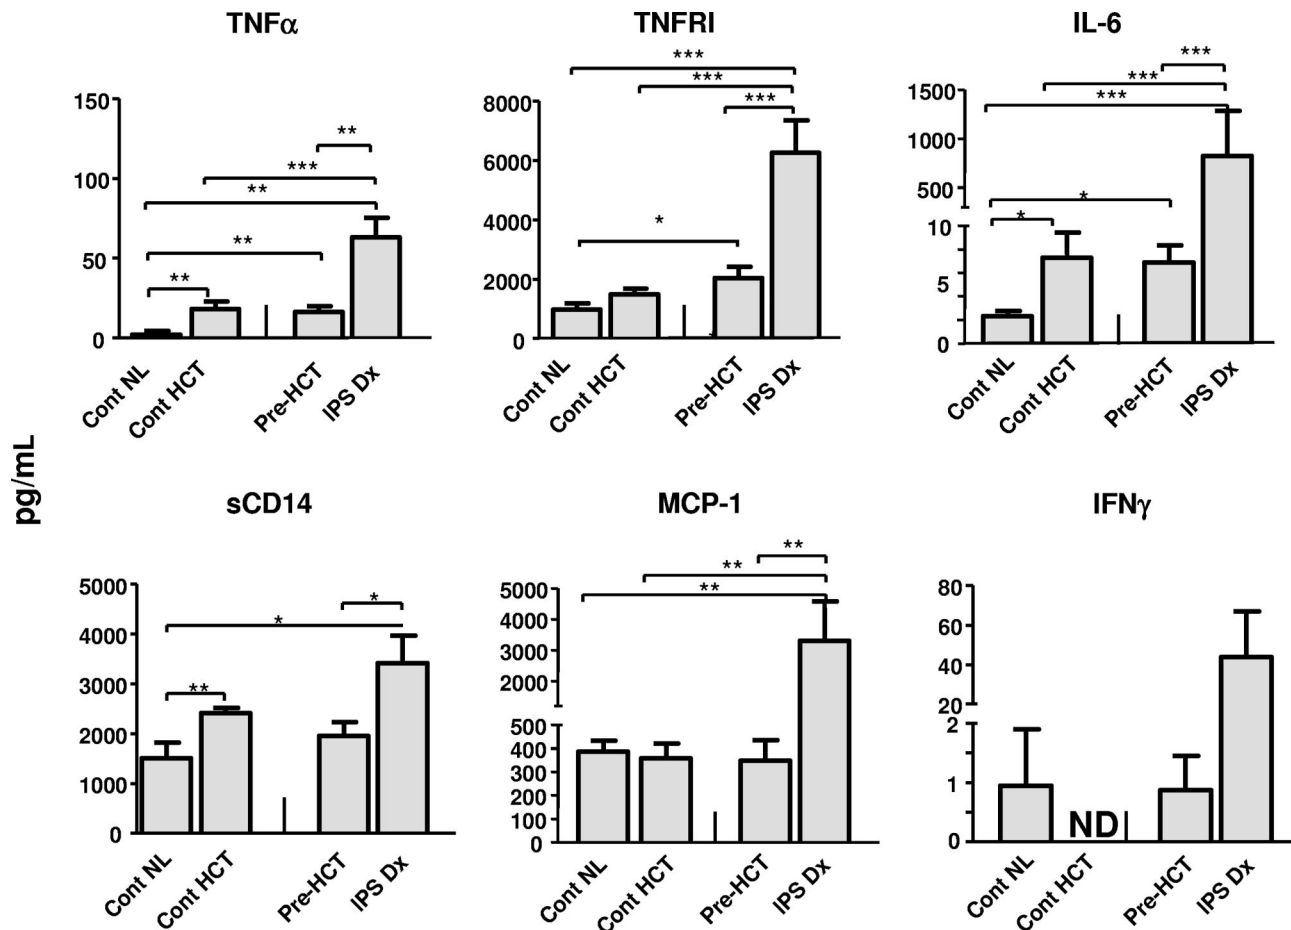 TNFα
TNFRI
IL-6
150
100
50
0
**
***
**
**
**
Cont NL
Cont HCT
Pre-HCT
IPS Dx
8000
6000
4000
2000
0
***
***
***
*
Cont NL
Cont HCT
Pre-HCT
IPS Dx
1500
1000
500
10
5
0
***
***
***
*
*
Cont NL
Cont HCT
Pre-HCT
IPS Dx
pg/mL
sCD14
MCP-1
IFNγ
5000
4000
3000
2000
1000
0
*
*
**
Cont NL
Cont HCT
Pre-HCT
IPS Dx
5000
4000
3000
2000
500
400
300
200
100
0
**
**
**
Cont NL
Cont HCT
Pre-HCT
IPS Dx
80
60
40
20
2
1
0
ND
Cont NL
Cont HCT
Pre-HCT
IPS Dx